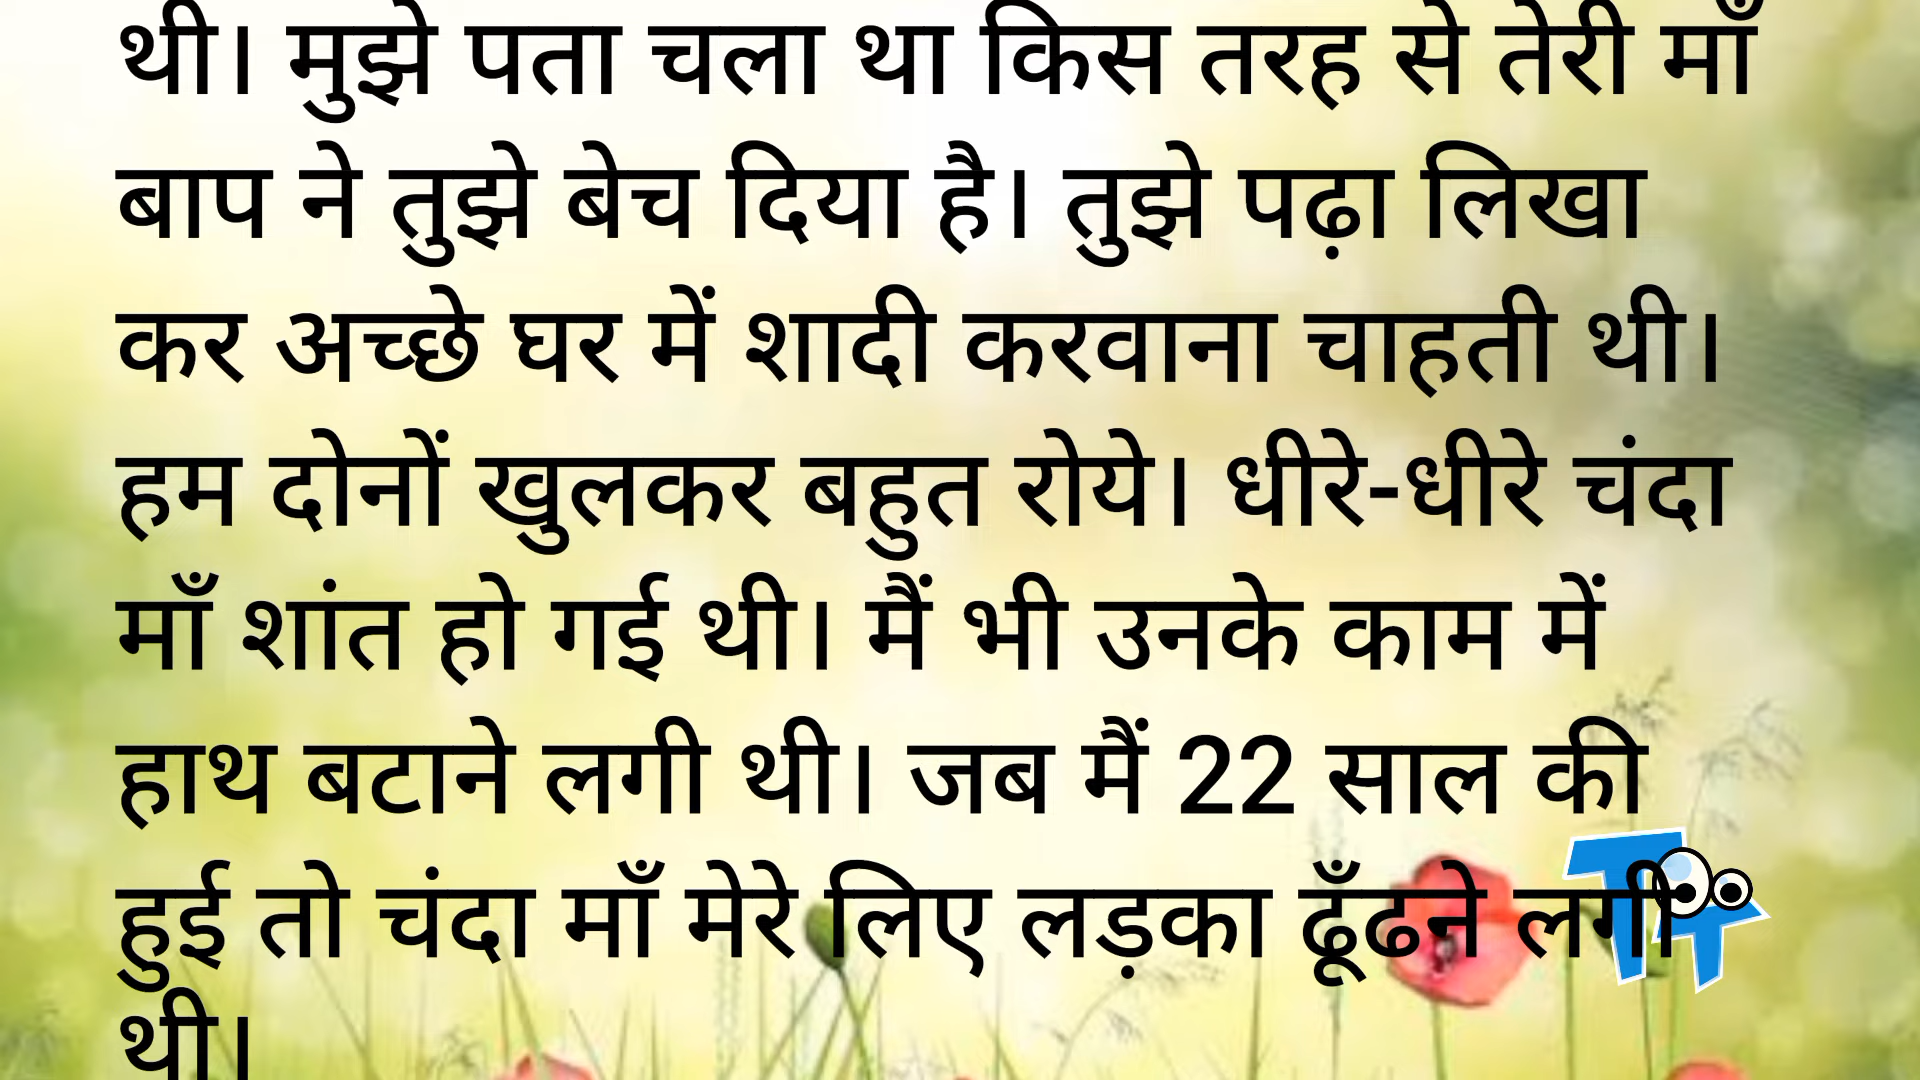 थी। मुझे पता चला था किस तरह से तेरी माँ
बाप ने तुझे बेच दिया है। तुझे पढ़ा लिखा
कर अच्छे घर में शादी करवाना चाहती थी।
हम दोनों खुलकर बहुत रोये। धीरे-धीरे चंदा
माँ शांत हो गई थी। मैं भी उनके काम में
हाथ बटाने लगी थी। जब मैं 22 साल की
हुई तो चंदा माँ मेरे लिए लड़का ढूँढने लगी
थी।
TT